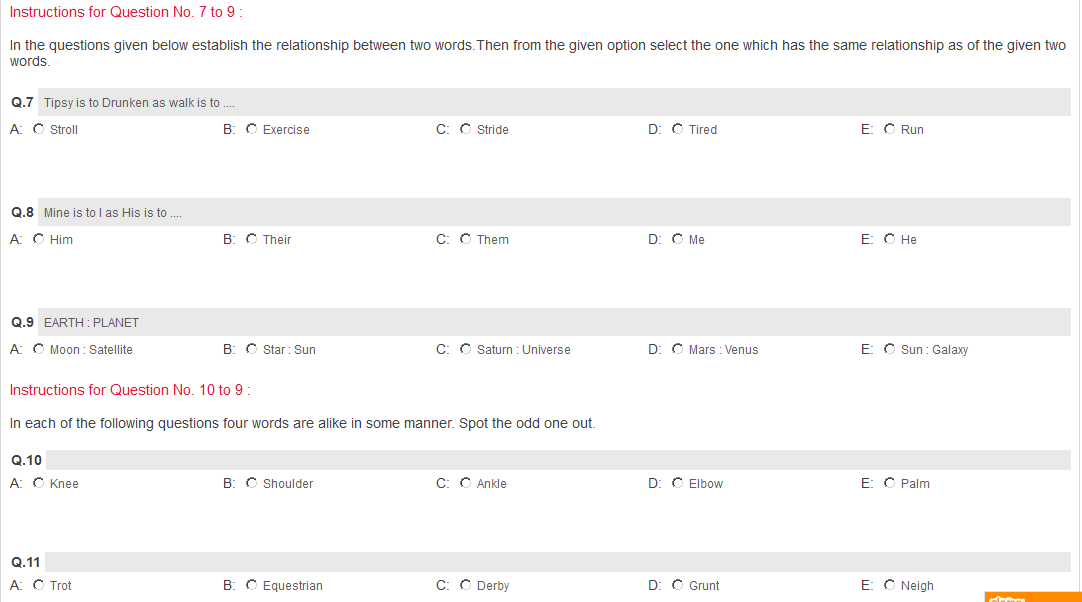 Instructions for Question No. 7 to 9 :
In the questions given below establish the relationship between two words.Then from the given option select the one which has the same relationship as of the given two
words.
Q.7 Tipsy is to Drunken as walk is to ....
A: Stroll B: Exercise C: Stride D: Tired E: Run
Q.8 Mine is to I as His is to ....
A: Him B: Their C: Them D: Me E: He
Q.9 EARTH : PLANET
A: Moon : Satellite B: Star : Sun C: Saturn : Universe D: Mars : Venus E: Sun : Galaxy
Instructions for Question No. 10 to 9 :
In each of the following questions four words are alike in some manner. Spot the odd one out.
Q.10
A: Knee B: Shoulder C: Ankle D: Elbow E: Palm
Q.11
A: Trot B: Equestrian C: Derby D: Grunt E: Neigh